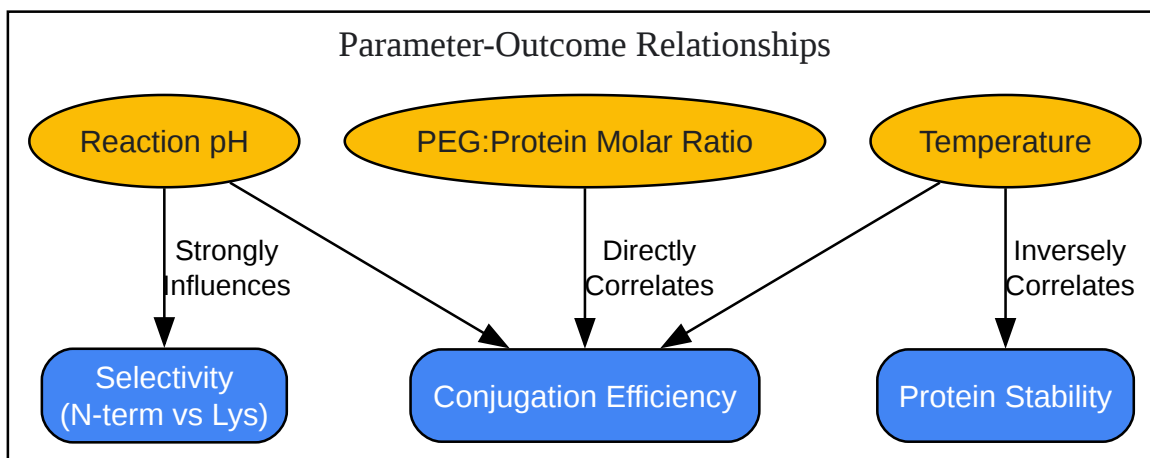 Parameter-Outcome Relationships
Reaction pH
PEG:Protein Molar Ratio
Temperature
Strongly
Influences
Directly
Correlates
Inversely
Correlates
Selectivity
(N-term vs Lys)
Conjugation Efficiency
Protein Stability